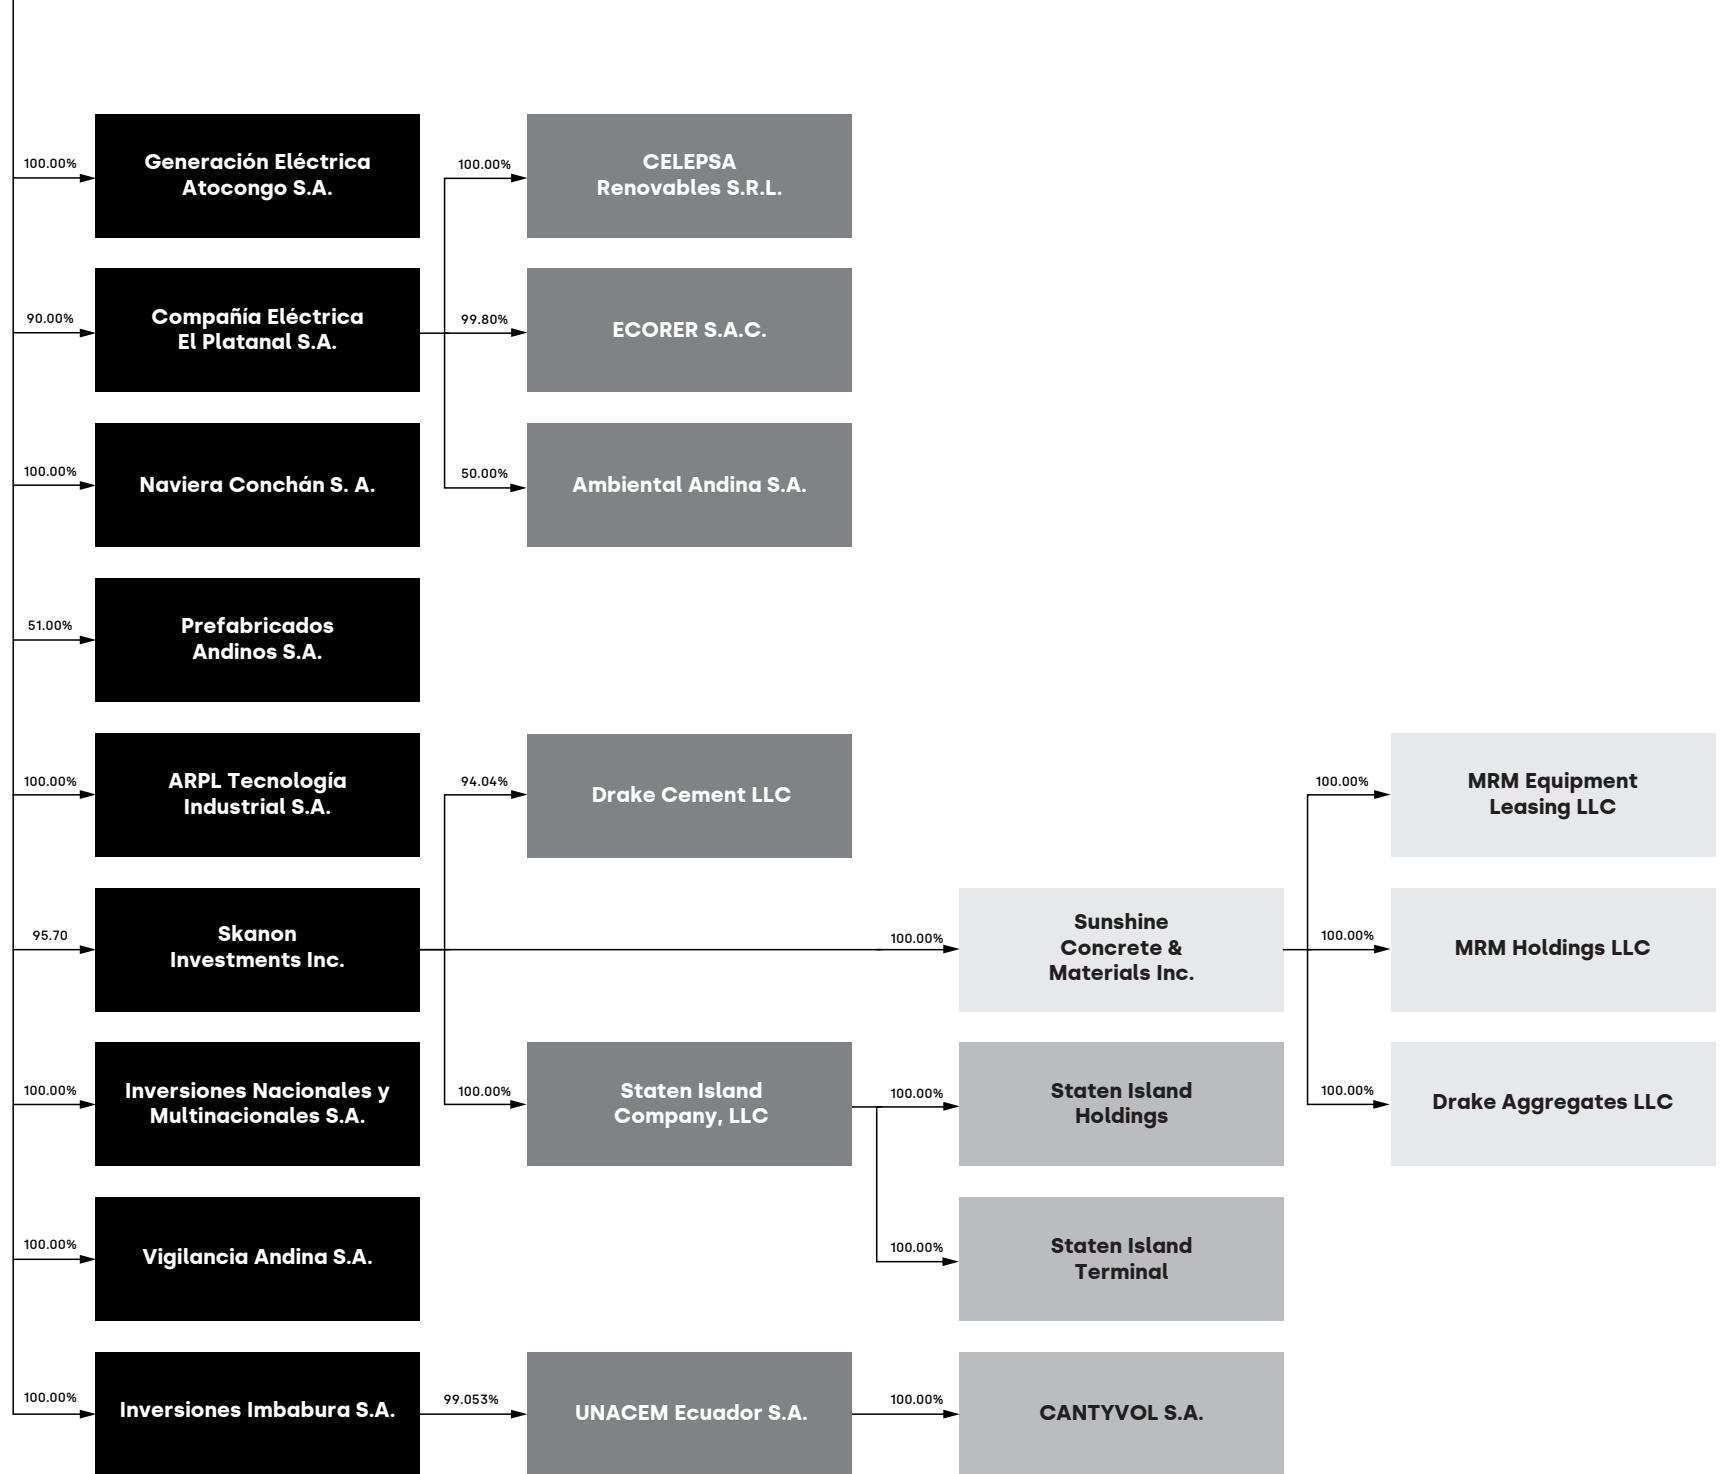 100.00%
Generación Eléctrica
Atocongo S.A.
100.00%
CELEPSA
Renovables S.R.L.
90.00%
Compañía Eléctrica
El Platanal S.A.
99.80%
ECORER S.A.C.
100.00%
Naviera Conchán S. A.
50.00%
Ambiental Andina S.A.
51.00%
Prefabricados
Andinos S.A.
100.00%
ARPL Tecnología
Industrial S.A.
94.04%
Drake Cement LLC
100.00%
MRM Equipment
Leasing LLC
95.70
Skanon
Investments Inc.
100.00%
Sunshine
Concrete &
Materials Inc.
100.00%
MRM Holdings LLC
100.00%
Inversiones Nacionales y
Multinacionales S.A.
100.00%
Staten Island
Company, LLC
100.00%
Staten Island
Holdings
100.00%
Drake Aggregates LLC
100.00%
Vigilancia Andina S.A.
100.00%
Staten Island
Terminal
100.00%
Inversiones Imbabura S.A.
99.053%
UNACEM Ecuador S.A.
100.00%
CANTYVOL S.A.